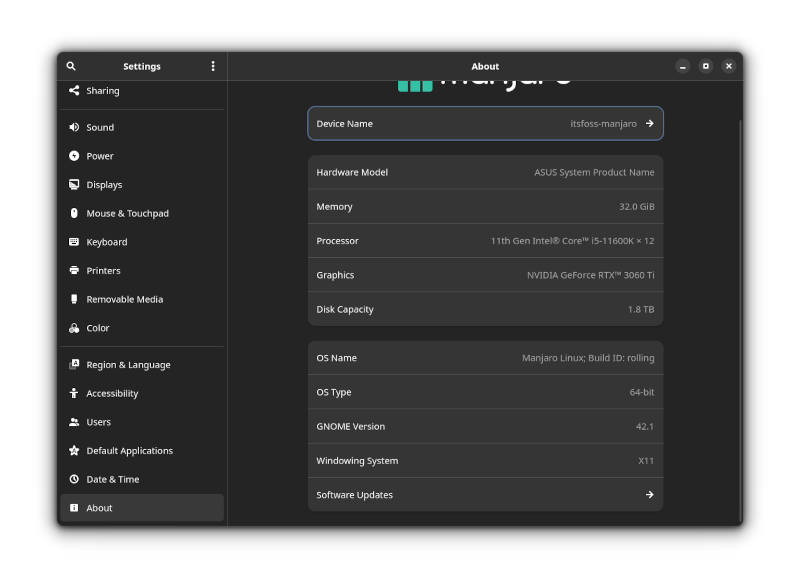 Settings
About
Sharing
Sound
Power
Displays
Mouse & Touchpad
Keyboard
Printers
Removable Media
Color
Region & Language
Accessibility
Users
Default Applications
Date & Time
About
manjaro
Device Name itsfoss-manjaro
Hardware Model ASUS System Product Name
Memory 32.0 GiB
Processor 11th Gen Intel® Core™ i5-11600K × 12
Graphics NVIDIA GeForce RTX™ 3060 Ti
Disk Capacity 1.8 TB
OS Name Manjaro Linux; Build ID: rolling
OS Type 64-bit
GNOME Version 42.1
Windowing System X11
Software Updates